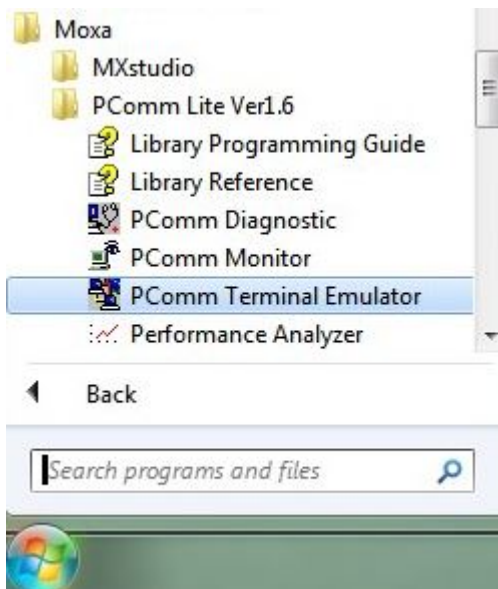 Moxa
MXstudio
PComm Lite Ver1.6
Library Programming Guide
Library Reference
PComm Diagnostic
PComm Monitor
PComm Terminal Emulator
Performance Analyzer
Back
Search programs and files